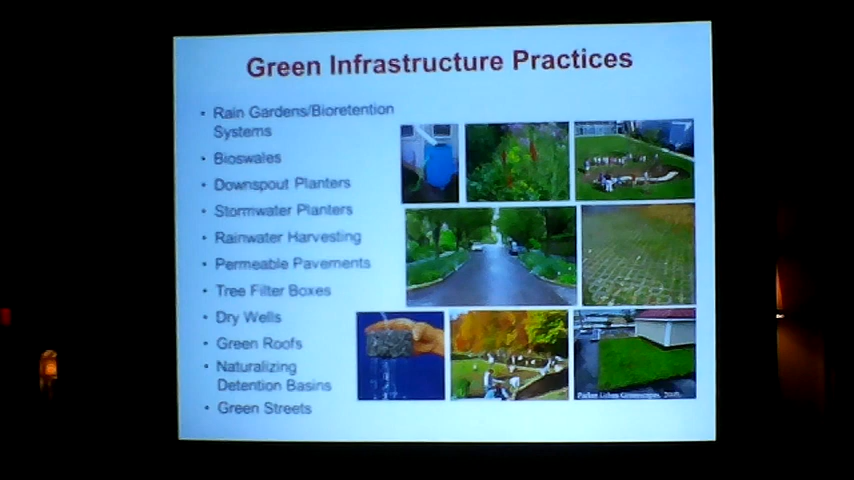 Green Infrastructure Practices
• Rain Gardens/Bioretention
Systems
• Bioswales
• Downspout Planters
• Stormwater Planters
• Rainwater Harvesting
• Permeable Pavements
• Tree Filter Boxes
• Dry Wells
• Green Roofs
• Naturalizing
Detention Basins
• Green Streets